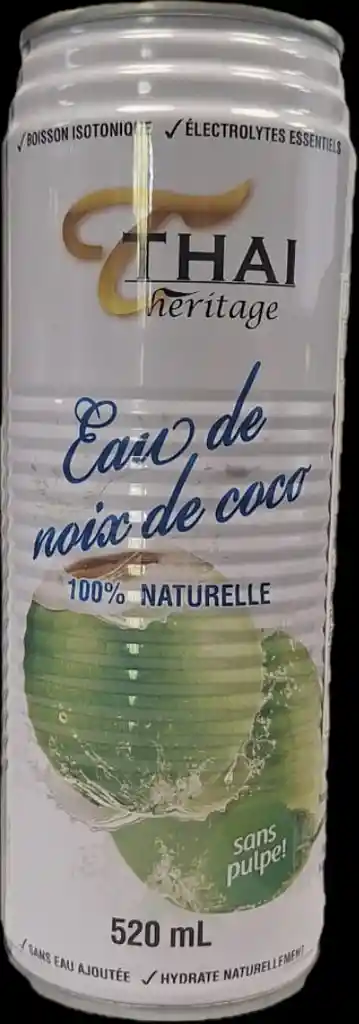 ✓BOISSON ISOTONIQUE ✓ÉLECTROLYTES ESSENTIELS
THAI
heritage
Eau de
noix de coco
100% NATURELLE
sans
pulpe!
520 mL
✓SANS EAU AJOUTÉE ✓HYDRATE NATURELLEMENT